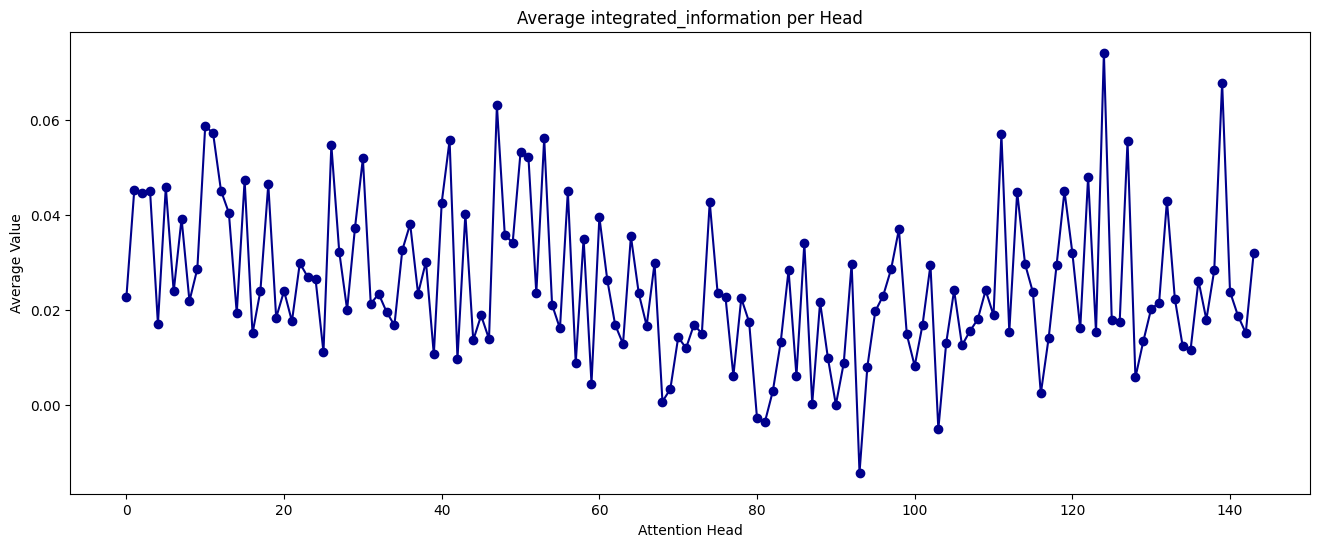 Average integrated_information per Head
Average Value
0.06
0.04
0.02
0.00
0 20 40 60 80 100 120 140
Attention Head